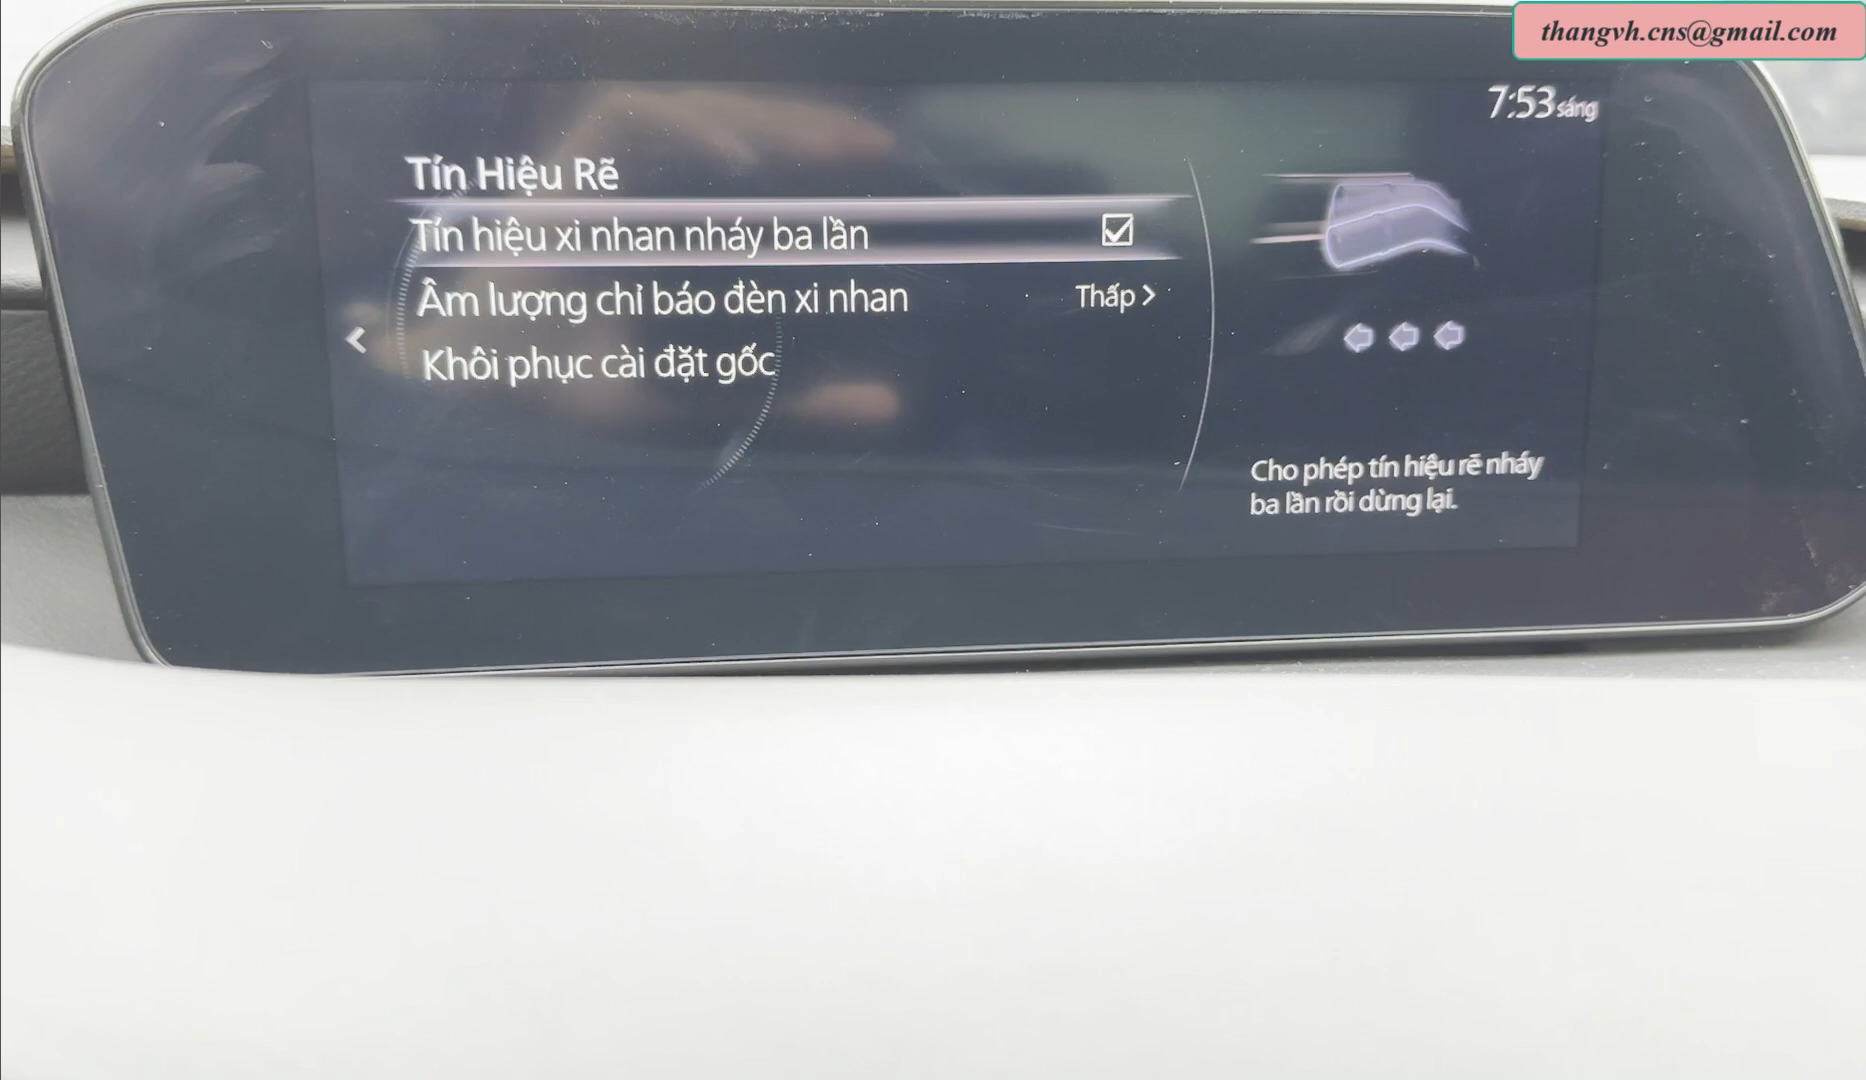 thangvh.cns@gmail.com
7:53 sáng
Tín Hiệu Rẽ
Tín hiệu xi nhan nháy ba lần
Âm lượng chỉ báo đèn xi nhan Thấp >
Khôi phục cài đặt gốc
Cho phép tín hiệu rẽ nháy
ba lần rồi dừng lại.